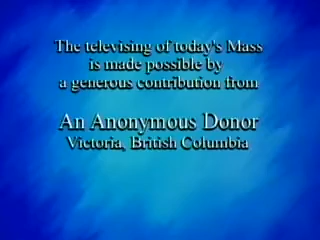 The televising of today's Mass
is made possible by
a generous contribution from
An Anonymous Donor
Victoria, British Columbia